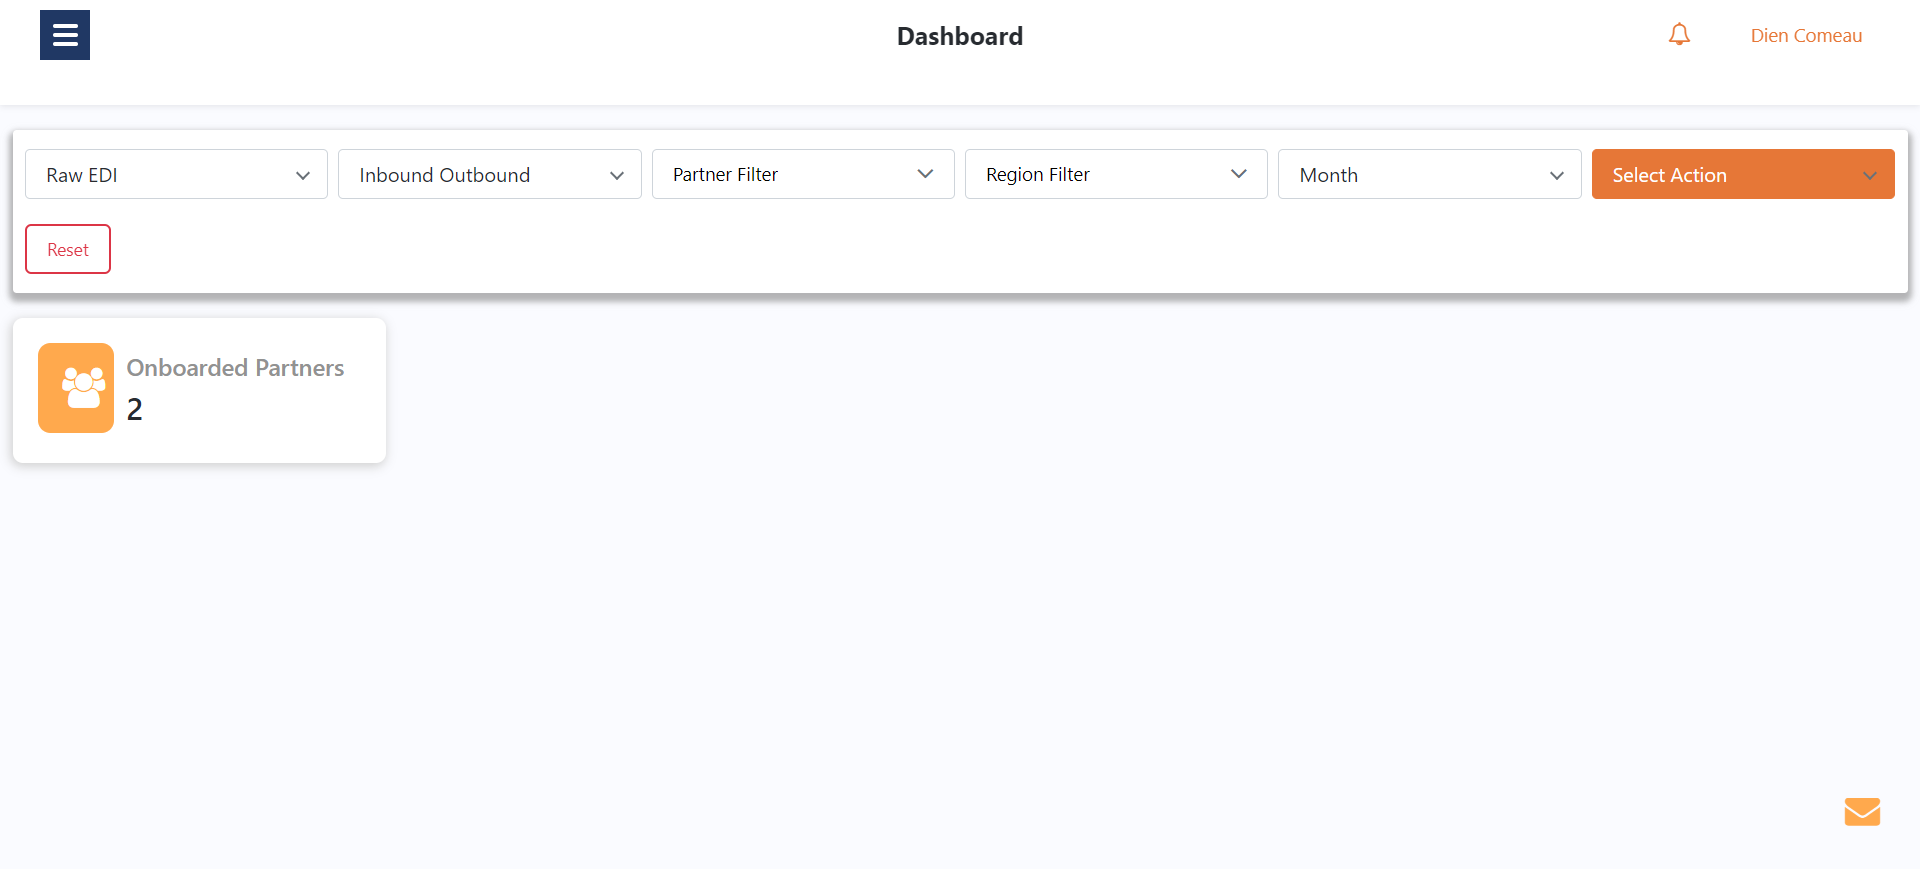 Dashboard
Dien Comeau
Raw EDI
Inbound Outbound
Partner Filter
Region Filter
Month
Select Action
Reset
Onboarded Partners
2